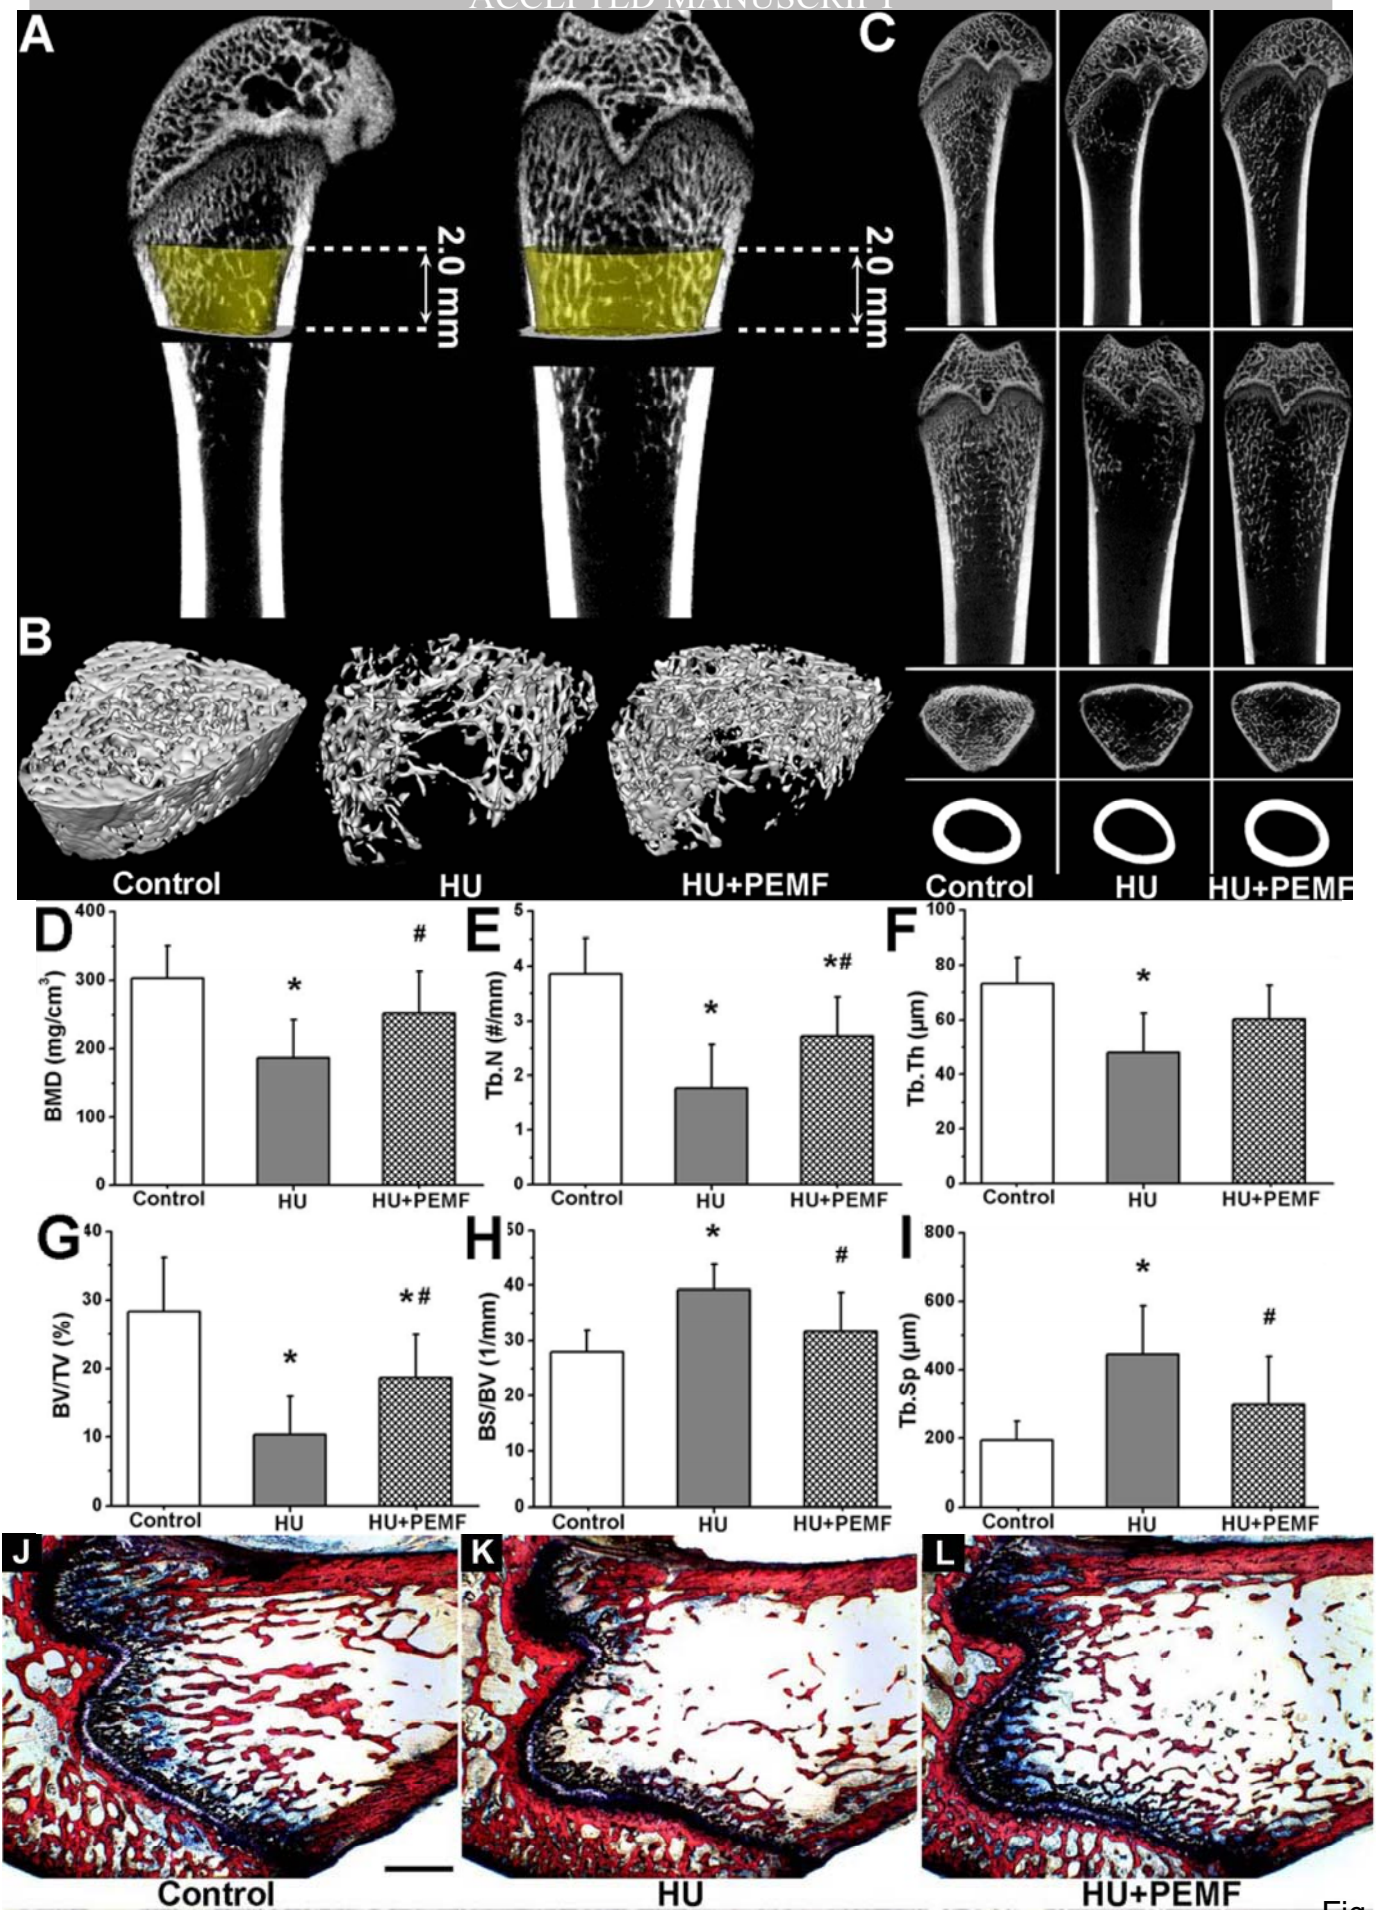 ACCEPTED MANUSCRIPT
A
2.0 mm
2.0 mm
C
B
Control
HU
HU+PEMF
Control
HU
HU+PEMF
D
BMD (mg/cm³)
400
300
200
100
0
*
#
Control
HU
HU+PEMF
E
Tb.N (#/mm)
5
4
3
2
1
0
*
*#
Control
HU
HU+PEMF
F
Tb.Th (μm)
100
80
60
40
20
0
*
Control
HU
HU+PEMF
G
BV/TV (%)
40
30
20
10
0
*
*#
Control
HU
HU+PEMF
H
BS/BV (1/mm)
50
40
30
20
10
0
*
#
Control
HU
HU+PEMF
I
Tb.Sp (μm)
800
600
400
200
0
*
#
Control
HU
HU+PEMF
J
K
L
Control
HU
HU+PEMF
Fig